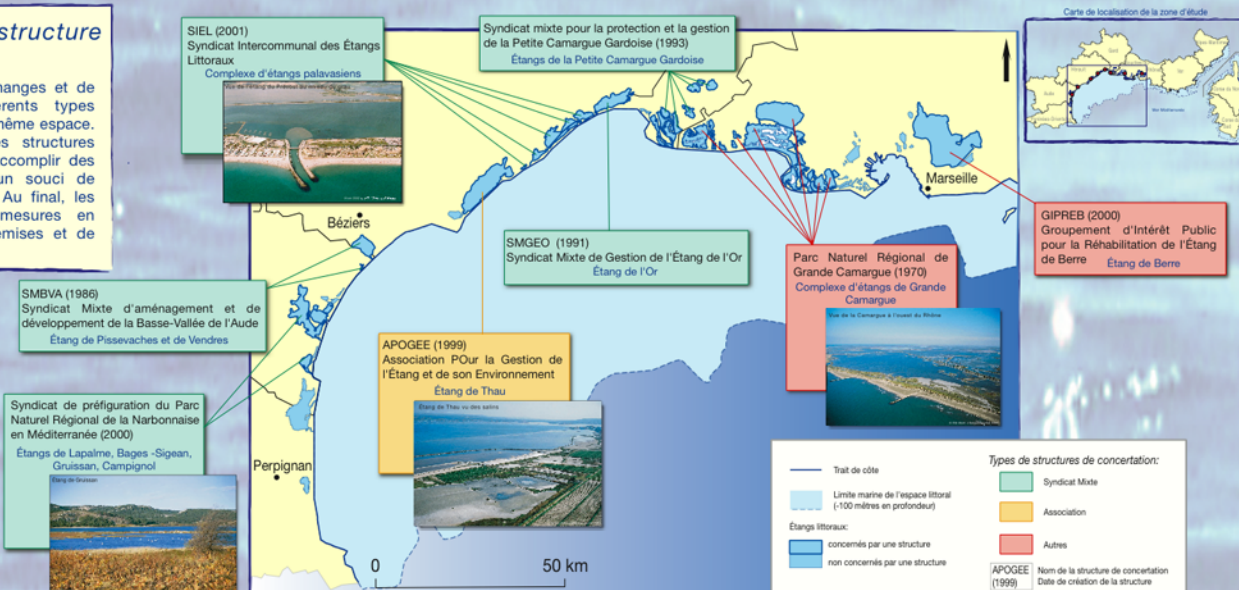 structure
hanges et de
érents types
même espace.
es structures
accomplir des
un souci de
Au final, les
mesures en
emises et de
SIEL (2001)
Syndicat Intercommunal des Étangs
Littoraux
Complexe d'étangs palavasiens
Syndicat mixte pour la protection et la gestion
de la Petite Camargue Gardoise (1993)
Étangs de la Petite Camargue Gardoise
Carte de localisation de la zone d'étude
Gard
Aude
Mer Méditerranée
Marseille
Béziers
Perpignan
GIPREB (2000)
Groupement d'Intérêt Public
pour la Réhabilitation de l'Étang
de Berre
Étang de Berre
SMGEO (1991)
Syndicat Mixte de Gestion de l'Étang de l'Or
Étang de l'Or
Parc Naturel Régional de
Grande Camargue (1970)
Complexe d'étangs de Grande
Camargue
Vue de la Camargue à l'ouest du Rhône
SMBVA (1986)
Syndicat Mixte d'aménagement et de
développement de la Basse-Vallée de l'Aude
Étang de Pissevaches et de Vendres
APOGEE (1999)
Association POur la Gestion de
l'Étang et de son Environnement
Étang de Thau
Étang de Thau vu des salins
Syndicat de préfiguration du Parc
Naturel Régional de la Narbonnaise
en Méditerranée (2000)
Étangs de Lapalme, Bages -Sigean,
Gruissan, Campignol
Étang de Gruissan
0 50 km
Trait de côte
Limite marine de l'espace littoral
(-100 mètres en profondeur)
Étangs littoraux:
concernés par une structure
non concernés par une structure
Types de structures de concertation:
Syndicat Mixte
Association
Autres
APOGEE
(1999)
Nom de la structure de concertation
Date de création de la structure